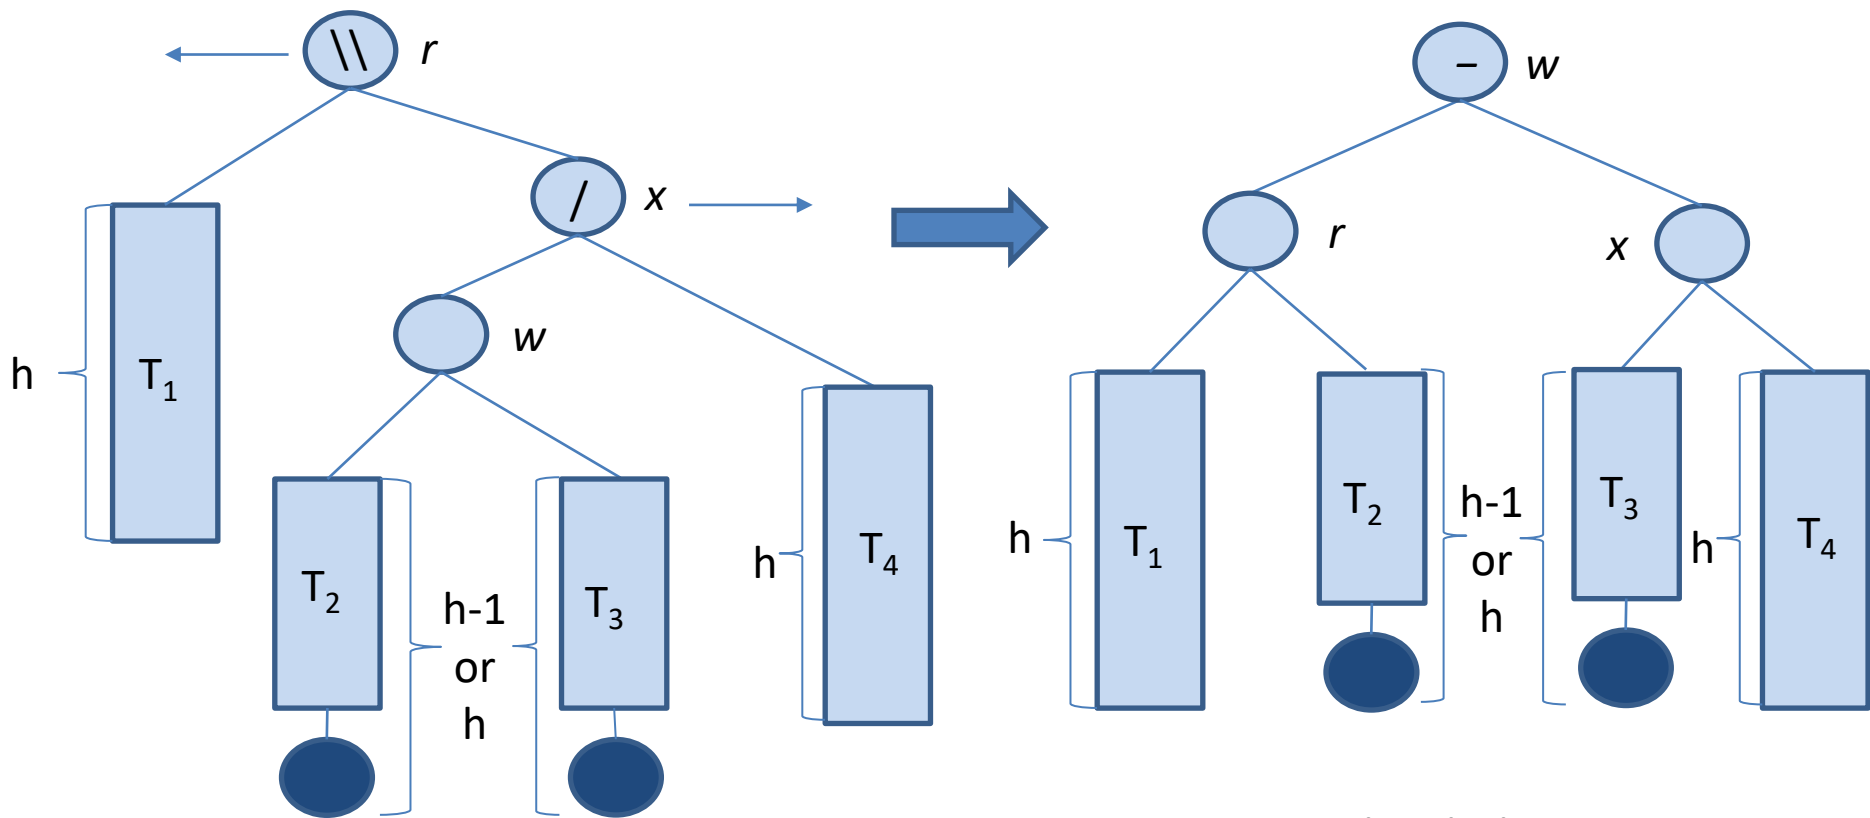 \\ r
/ x
w
h T₁
T₂
h-1
or
h
T₃
h T₄
– w
r
x
h T₁
T₂
h-1
or
h
T₃
h T₄